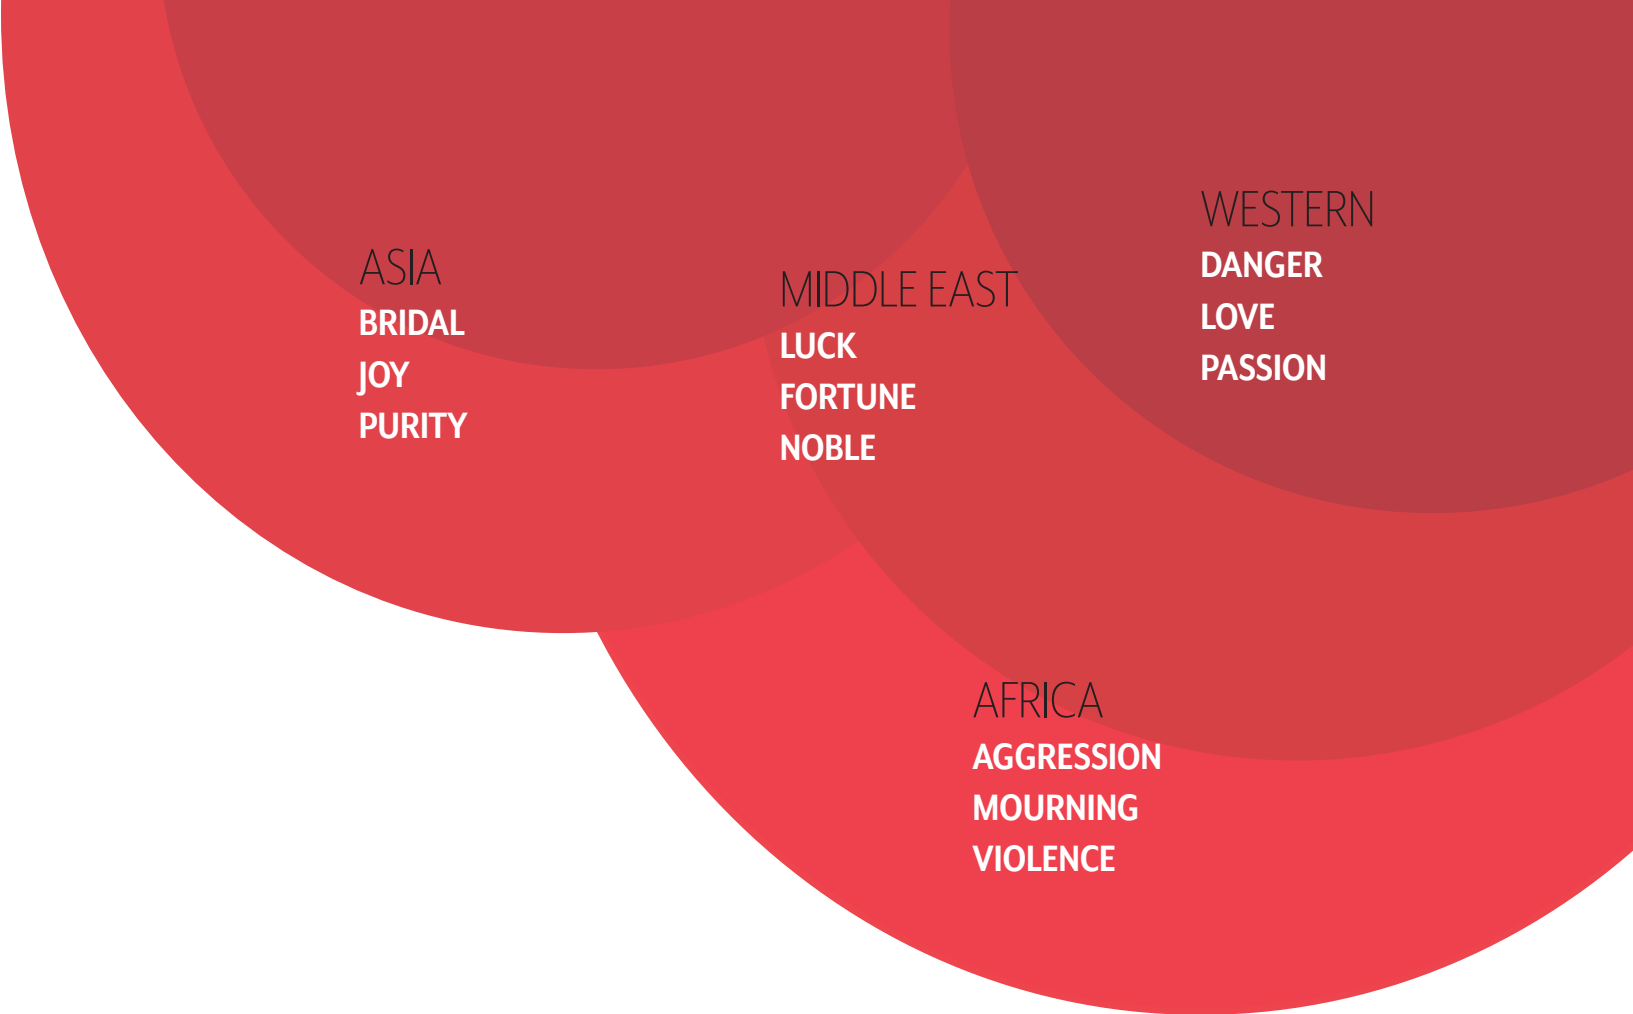 ASIA
BRIDAL
JOY
PURITY
MIDDLE EAST
LUCK
FORTUNE
NOBLE
WESTERN
DANGER
LOVE
PASSION
AFRICA
AGGRESSION
MOURNING
VIOLENCE